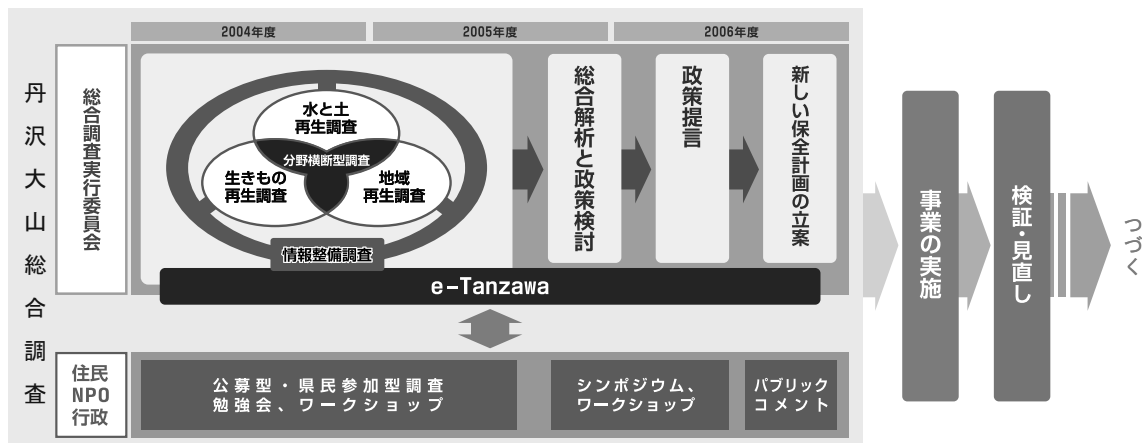 2004年度
2005年度
2006年度
丹沢大山総合調査
総合調査実行委員会
水と土
再生調査
分野横断型調査
生きもの
再生調査
地域
再生調査
情報整備調査
総合解析と政策検討
政策提言
新しい保全計画の立案
e-Tanzawa
事業の実施
検証・見直し
つづく
住民
NPO
行政
公募型・県民参加型調査
勉強会、ワークショップ
シンポジウム、
ワークショップ
パブリック
コメント